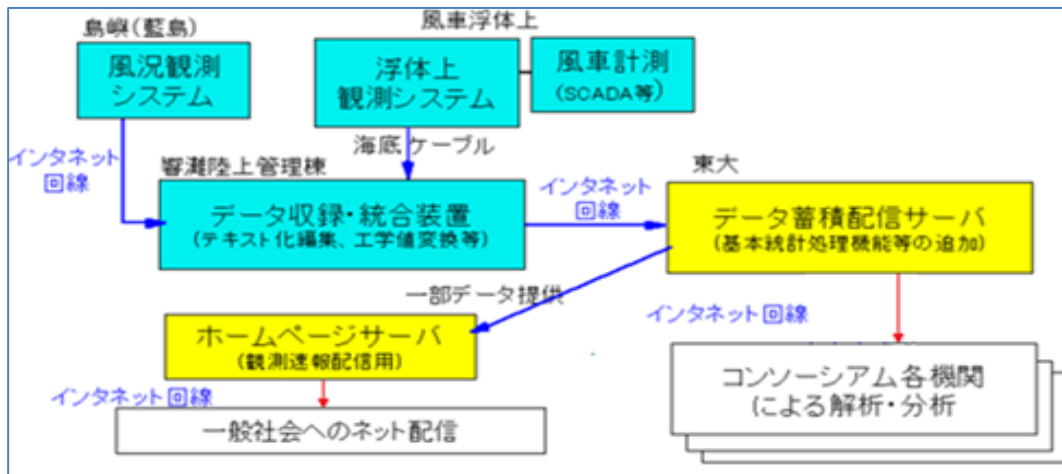 島嶼(藍島)
風車浮体上
風況観測
システム
浮体上
観測システム
風車計測
(SCADA等)
海底ケーブル
インタネット
回線
響灘陸上管理棟
データ収録・統合装置
(テキスト化編集、工学値変換等)
インタネット
回線
東大
データ蓄積配信サーバ
(基本統計処理機能等の追加)
一部データ提供
ホームページサーバ
(観測速報配信用)
インタネット回線
コンソーシアム各機関
による解析・分析
インタネット回線
一般社会へのネット配信